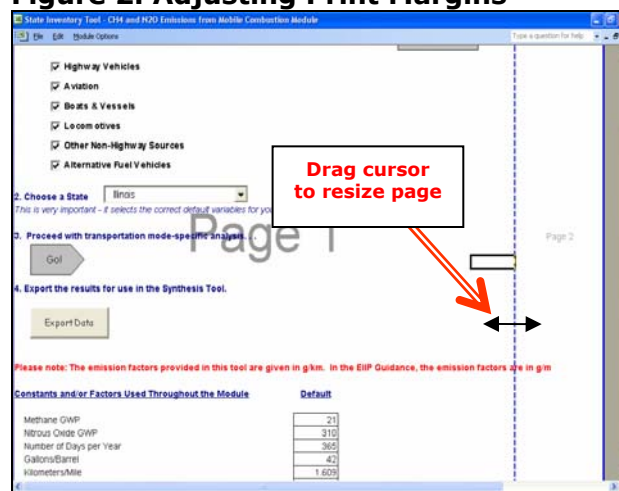 Figure 2. Adjusting Print Margins
State Inventory Tool - CH4 and N2O Emissions from Mobile Combustion Module
File Edit Module Options Type a question for help
Highway Vehicles
Aviation
Boats & Vessels
Locomotives
Other Non-Highway Sources
Alternative Fuel Vehicles
Drag cursor
to resize page
2. Choose a State Illinois
This is very important - it selects the correct default variables for yo
Page 1
3. Proceed with transportation mode-specific analysis. . .
Page 2
Go!
4. Export the results for use in the Synthesis Tool.
Export Data
Please note: The emission factors provided in this tool are given in g/km. In the EIIP Guidance, the emission factors are in g/m
Constants and/or Factors Used Throughout the Module Default
Methane GWP 21
Nitrous Oxide GWP 310
Number of Days per Year 365
Gallons/Barrel 42
Kilometers/Mile 1.609